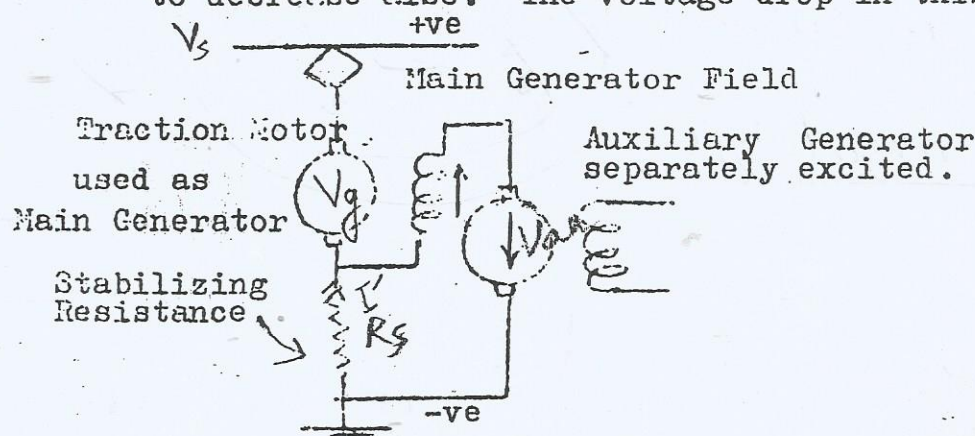 to decrease also. The voltage drop in this
Vs
+ve
Main Generator Field
Traction Motor
used as
Main Generator
Vg
Auxiliary Generator
separately excited.
Stabilizing
Resistance
Rs
-ve